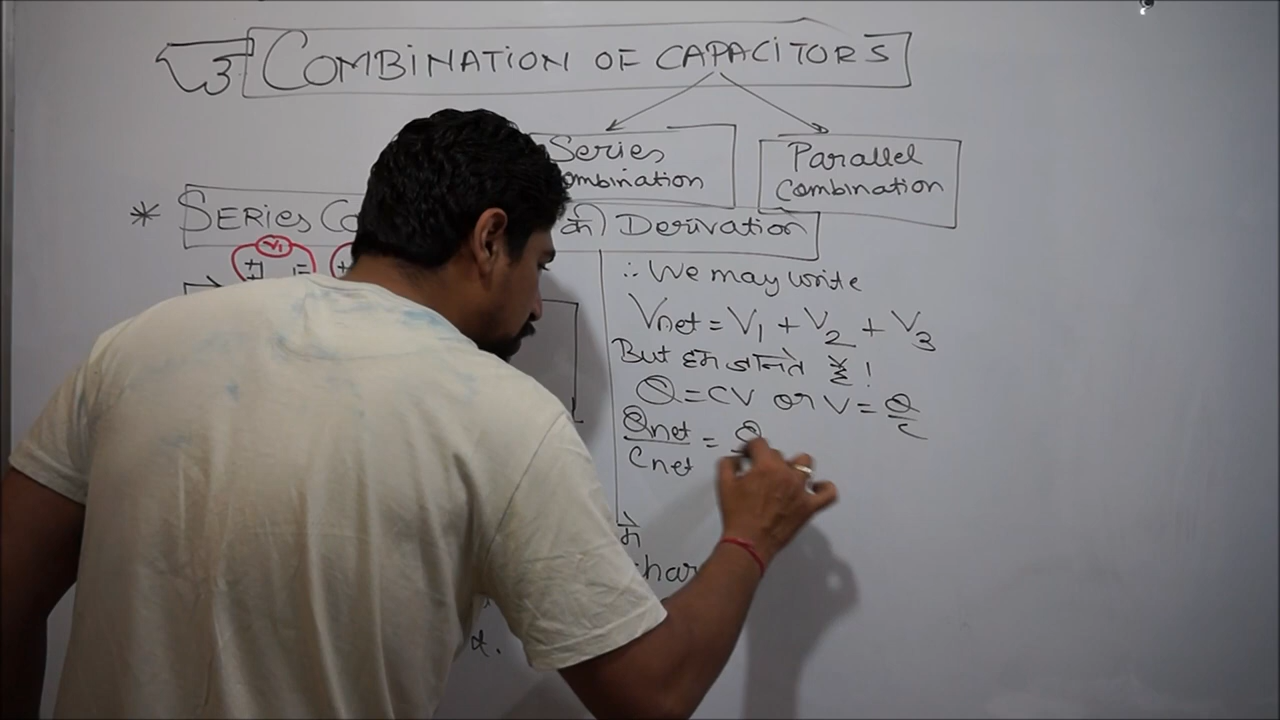 COMBINATION OF CAPACITORS
Series
Combination
Parallel
Combination
* SERIES CO की) Derivation
V1
∴ We may write
Vnet = V1 + V2 + V3
But हम जानते हैं !
Q = CV or V = Q/C
Qnet/Cnet = Q
में